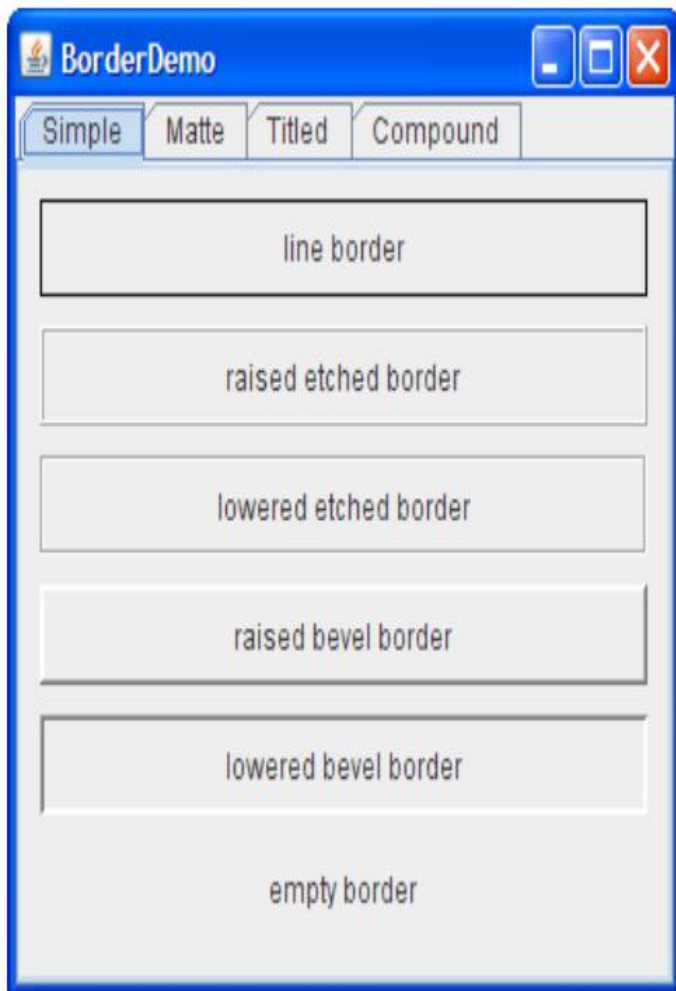 BorderDemo
Simple Matte Titled Compound
line border
raised etched border
lowered etched border
raised bevel border
lowered bevel border
empty border